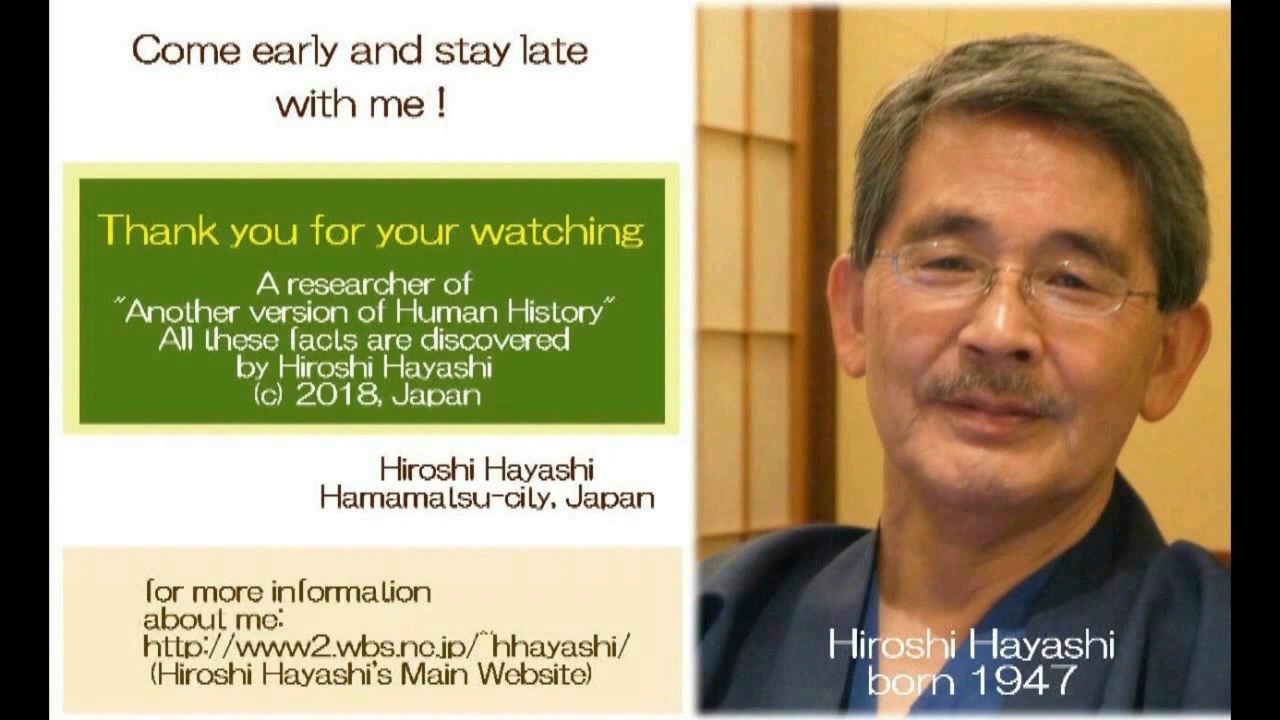 Come early and stay late
with me !
Thank you for your watching
A researcher of
"Another version of Human History"
All these facts are discovered
by Hiroshi Hayashi
(c) 2018, Japan
Hiroshi Hayashi
Hamamatsu-city, Japan
for more information
about me:
http://www2.wbs.ne.jp/~hhayashi/
(Hiroshi Hayashi's Main Website)
Hiroshi Hayashi
born 1947